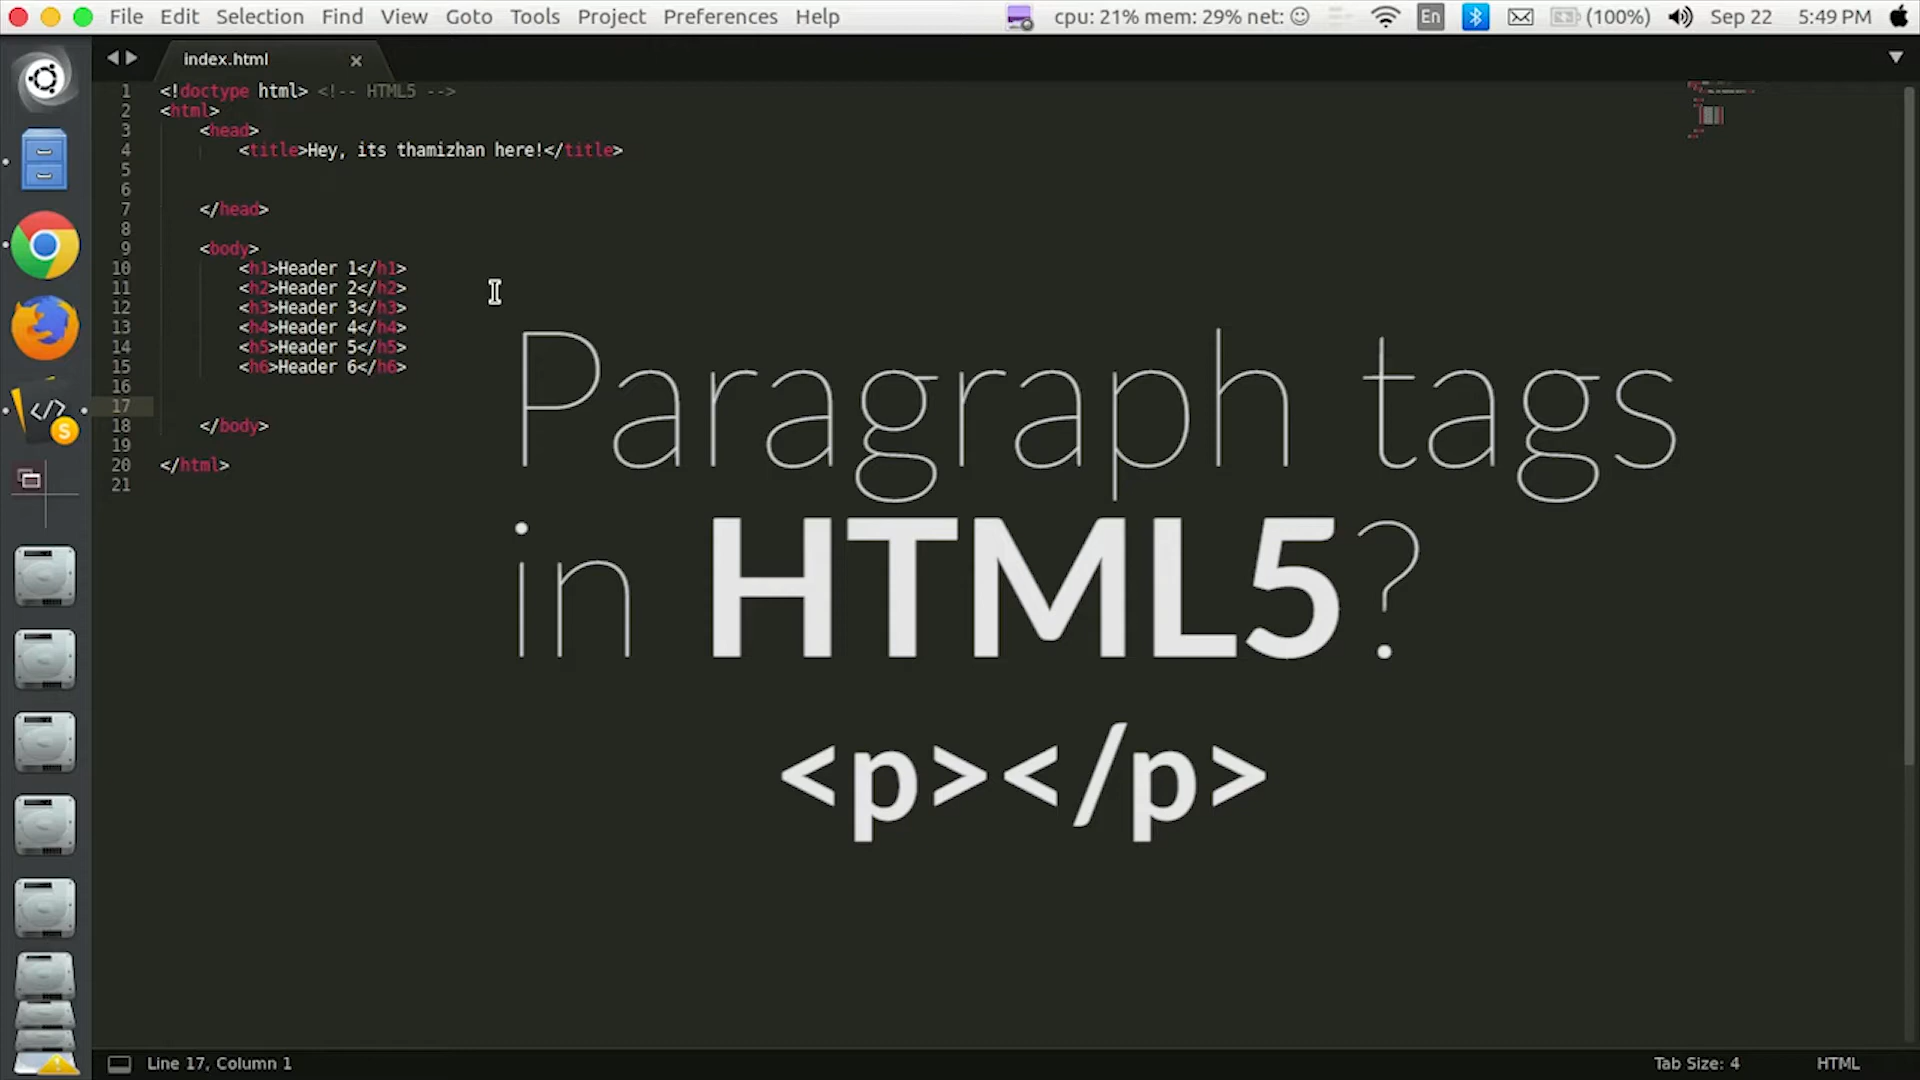 File Edit Selection Find View Goto Tools Project Preferences Help cpu: 21% mem: 29% net: En (100%) Sep 22 5:49 PM
index.html
1 <!doctype html> <!-- HTML5 -->
2 <html>
3 <head>
4 <title>Hey, its thamizhan here!</title>
5
6
7 </head>
8
9 <body>
10 <h1>Header 1</h1>
11 <h2>Header 2</h2>
12 <h3>Header 3</h3>
13 <h4>Header 4</h4>
14 <h5>Header 5</h5>
15 <h6>Header 6</h6>
16
17
18 </body>
19
20 </html>
21
Paragraph tags
in HTML5?
<p></p>
Line 17, Column 1 Tab Size: 4 HTML